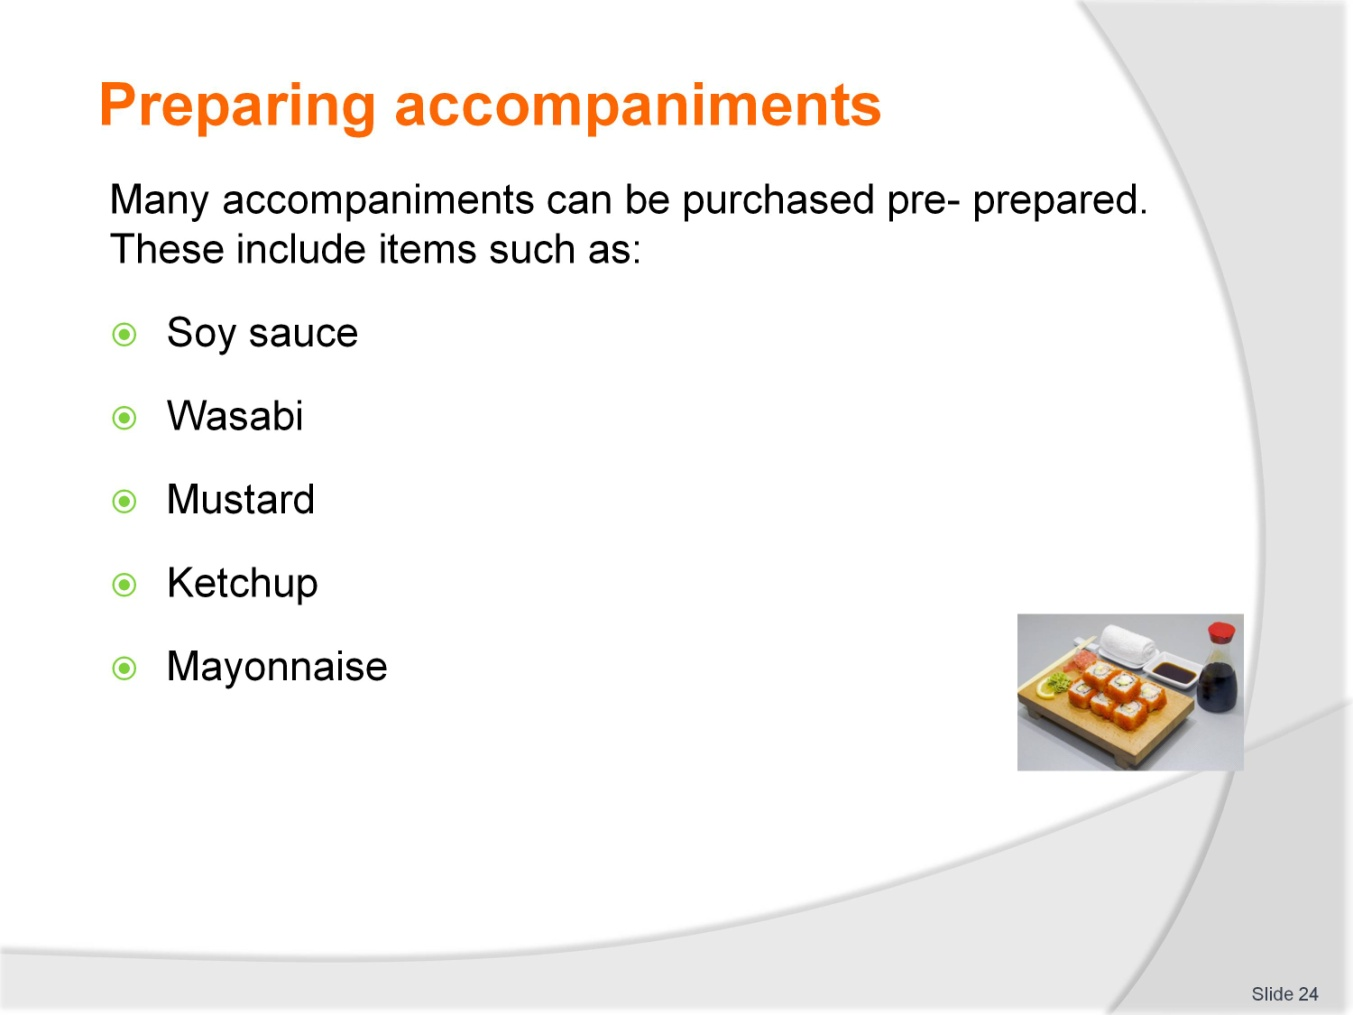 Preparing accompaniments
Many accompaniments can be purchased pre- prepared.
These include items such as:
Soy sauce
Wasabi
Mustard
Ketchup
Mayonnaise
Slide 24